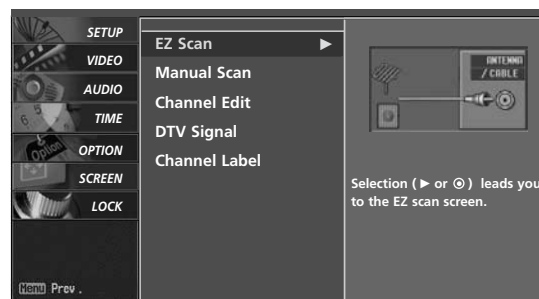 SETUP
VIDEO
AUDIO
TIME
OPTION
SCREEN
LOCK
Menu Prev.
EZ Scan ►
Manual Scan
Channel Edit
DTV Signal
Channel Label
ANTENNA
/ CABLE
Selection ( ► or ⊙ ) leads you
to the EZ scan screen.